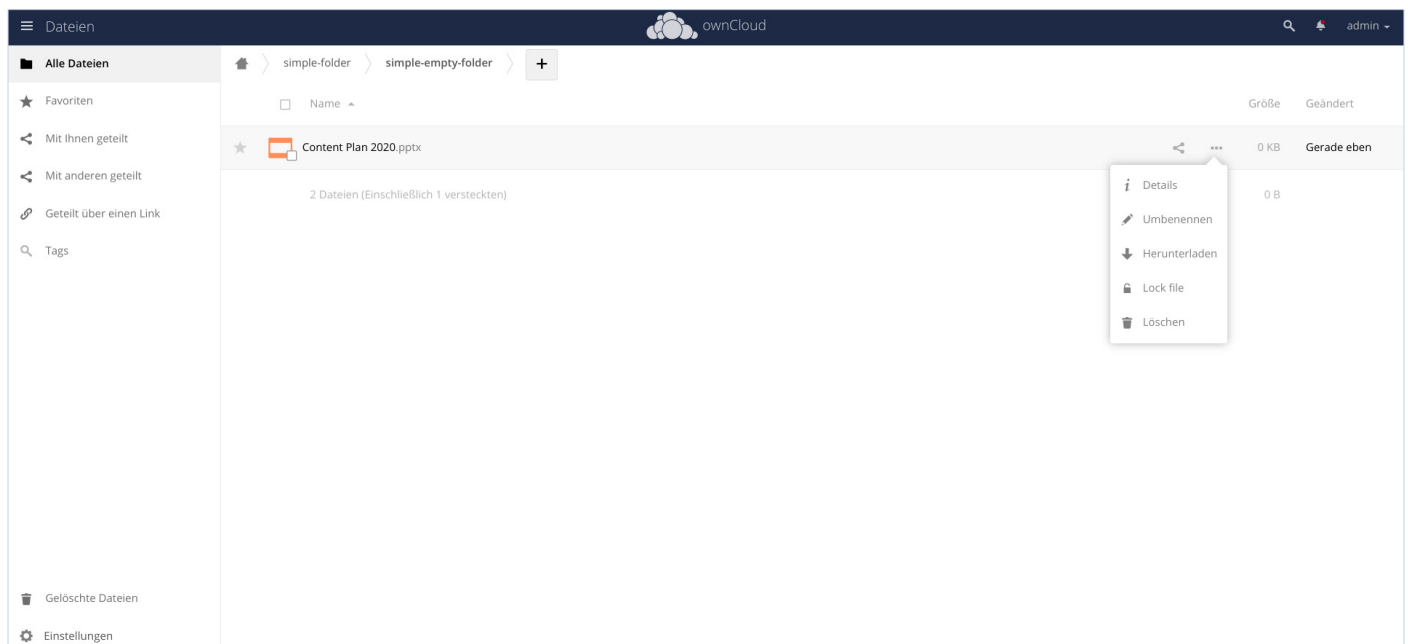 Dateien
ownCloud
admin
Alle Dateien
simple-folder
simple-empty-folder
+
Favoriten
Name
Größe
Geändert
Mit Ihnen geteilt
Content Plan 2020.pptx
0 KB
Gerade eben
Mit anderen geteilt
2 Dateien (Einschließlich 1 versteckten)
0 B
Details
Geteilt über einen Link
Umbenennen
Tags
Herunterladen
Lock file
Löschen
Gelöschte Dateien
Einstellungen